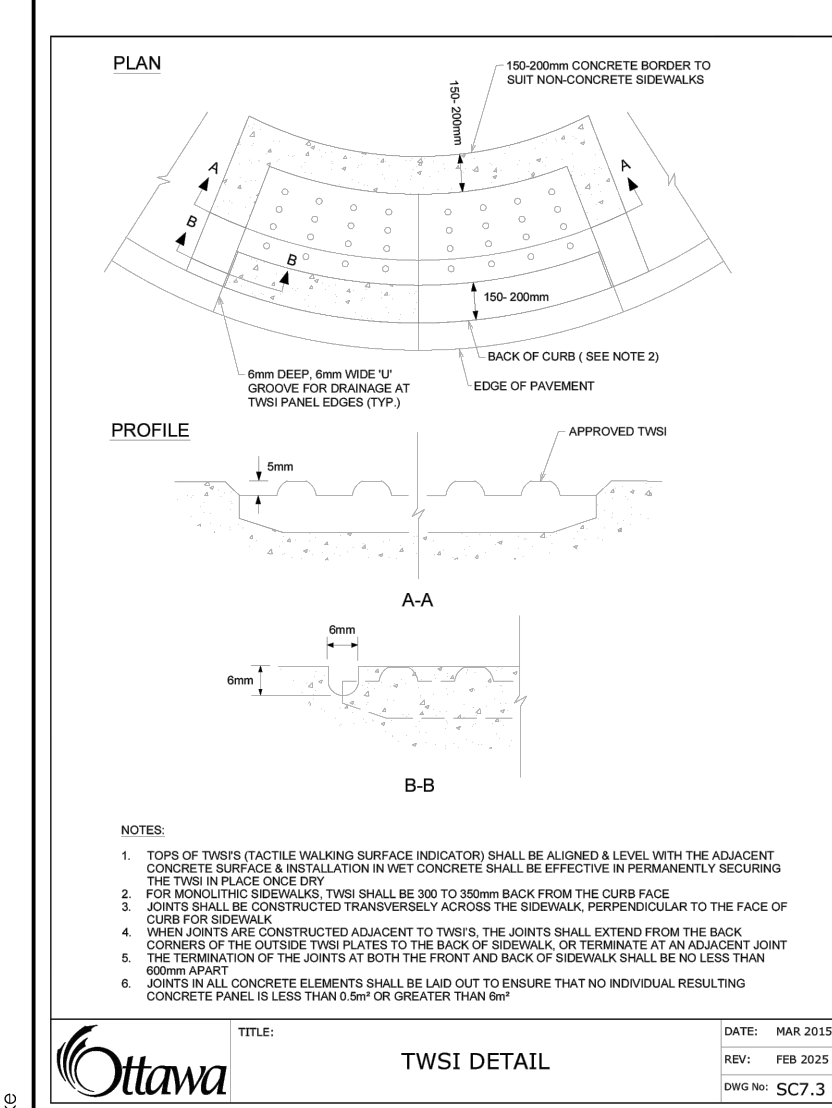 PLAN
150-200mm CONCRETE BORDER TO
SUIT NON-CONCRETE SIDEWALKS
150- 200mm
A
A
B
B
150- 200mm
BACK OF CURB ( SEE NOTE 2)
EDGE OF PAVEMENT
6mm DEEP, 6mm WIDE 'U'
GROOVE FOR DRAINAGE AT
TWSI PANEL EDGES (TYP.)
PROFILE
APPROVED TWSI
5mm
A-A
6mm
6mm
B-B
NOTES:
1. TOPS OF TWSI'S (TACTILE WALKING SURFACE INDICATOR) SHALL BE ALIGNED & LEVEL WITH THE ADJACENT
CONCRETE SURFACE & INSTALLATION IN WET CONCRETE SHALL BE EFFECTIVE IN PERMANENTLY SECURING
THE TWSI IN PLACE ONCE DRY
2. FOR MONOLITHIC SIDEWALKS, TWSI SHALL BE 300 TO 350mm BACK FROM THE CURB FACE
3. JOINTS SHALL BE CONSTRUCTED TRANSVERSELY ACROSS THE SIDEWALK, PERPENDICULAR TO THE FACE OF
CURB FOR SIDEWALK
4. WHEN JOINTS ARE CONSTRUCTED ADJACENT TO TWSI'S, THE JOINTS SHALL EXTEND FROM THE BACK
CORNERS OF THE OUTSIDE TWSI PLATES TO THE BACK OF SIDEWALK, OR TERMINATE AT AN ADJACENT JOINT
5. THE TERMINATION OF THE JOINTS AT BOTH THE FRONT AND BACK OF SIDEWALK SHALL BE NO LESS THAN
600mm APART
6. JOINTS IN ALL CONCRETE ELEMENTS SHALL BE LAID OUT TO ENSURE THAT NO INDIVIDUAL RESULTING
CONCRETE PANEL IS LESS THAN 0.5m² OR GREATER THAN 6m²
Ottawa
TITLE:
TWSI DETAIL
DATE: MAR 2015
REV: FEB 2025
DWG No: SC7.3